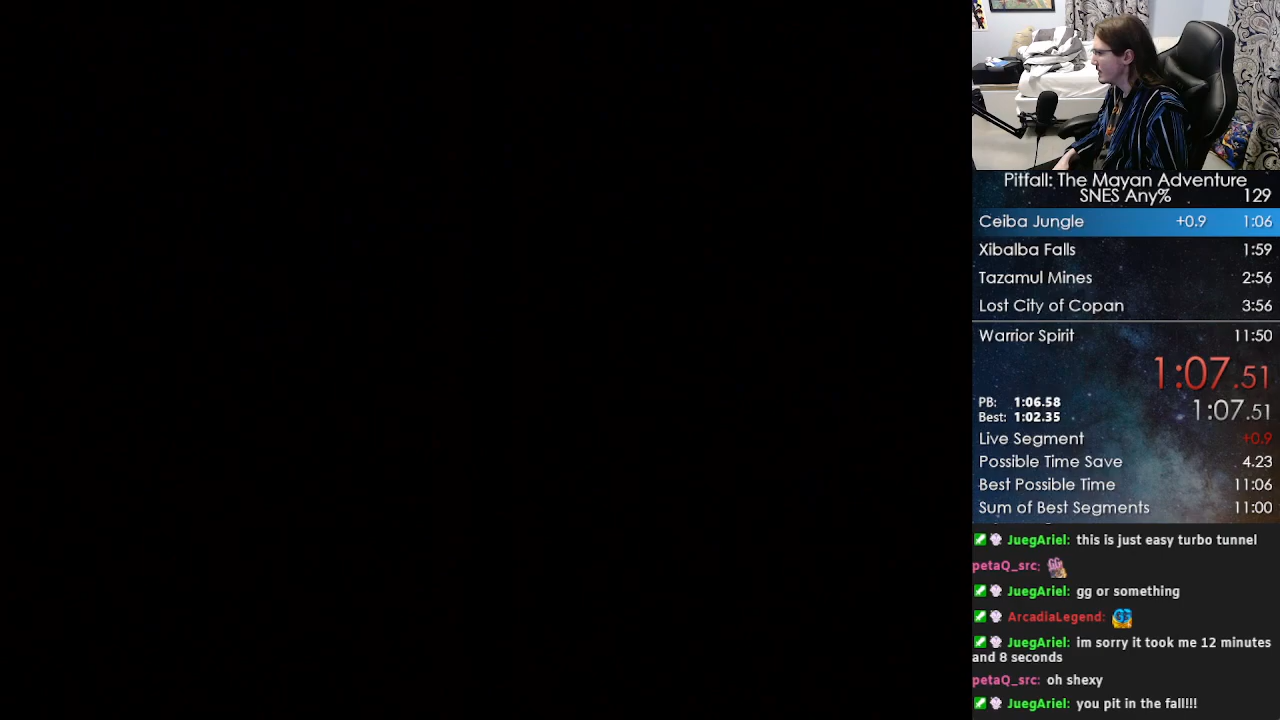 Pitfall: The Mayan Adventure
SNES Any% 129
Ceiba Jungle +0.9 1:06
Xibalba Falls 1:59
Tazamul Mines 2:56
Lost City of Copan 3:56
Warrior Spirit 11:50
1:07.51
PB: 1:06.58
Best: 1:02.35
1:07.51
Live Segment +0.9
Possible Time Save 4.23
Best Possible Time 11:06
Sum of Best Segments 11:00
JuegAriel: this is just easy turbo tunnel
petaQ_src:
JuegAriel: gg or something
ArcadiaLegend:
JuegAriel: im sorry it took me 12 minutes
and 8 seconds
petaQ_src: oh shexy
JuegAriel: you pit in the fall!!!